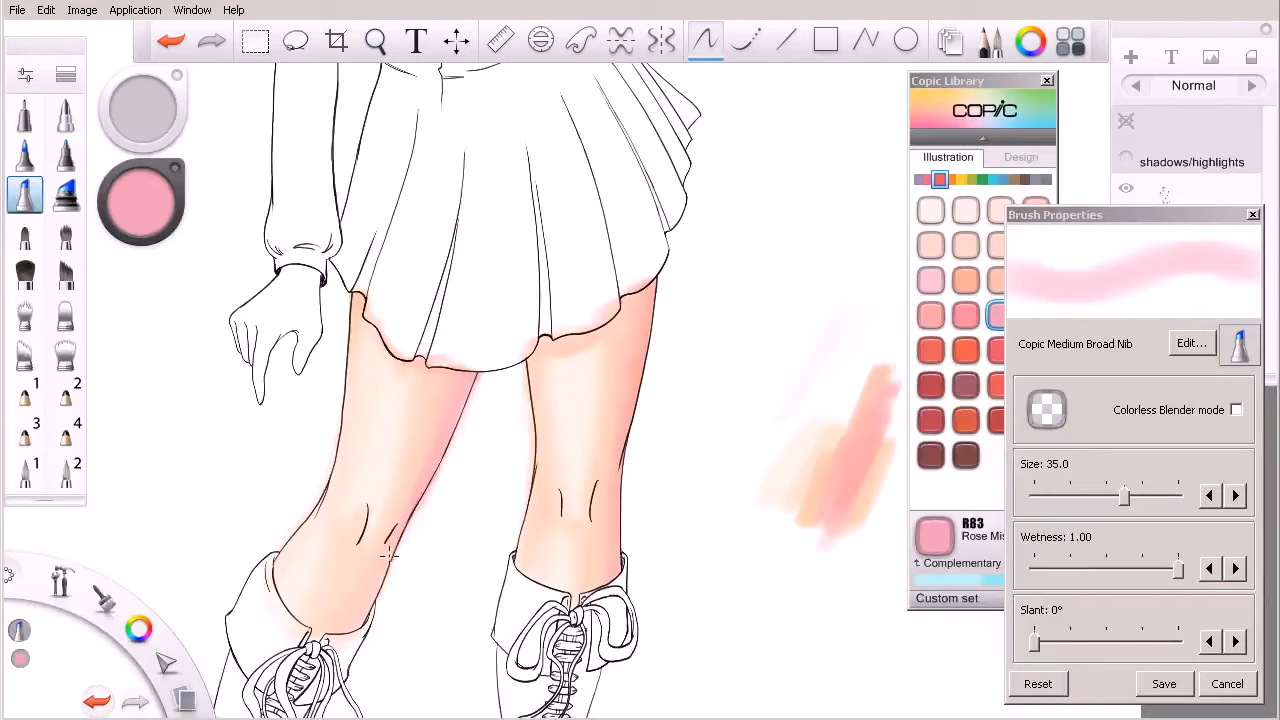 File Edit Image Application Window Help
T
T
Normal
Copic Library
COPIC
Illustration Design
shadows/highlights
Brush Properties
Copic Medium Broad Nib Edit...
Colorless Blender mode
Size: 35.0
Wetness: 1.00
Slant: 0°
Reset Save Cancel
R83
Rose Mis
Complementary
Custom set
1 2
3 4
1 2